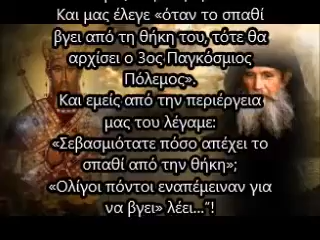 Και μας έλεγε «όταν το σπαθί
βγει από τη θήκη του, τότε θα
αρχίσει ο 3ος Παγκόσμιος
Πόλεμος».
Και εμείς από την περιέργεια
μας του λέγαμε:
«Σεβασμιότατε πόσο απέχει το
σπαθί από την θήκη»;
«Ολίγοι πόντοι εναπέμειναν για
να βγει» λέει...”!